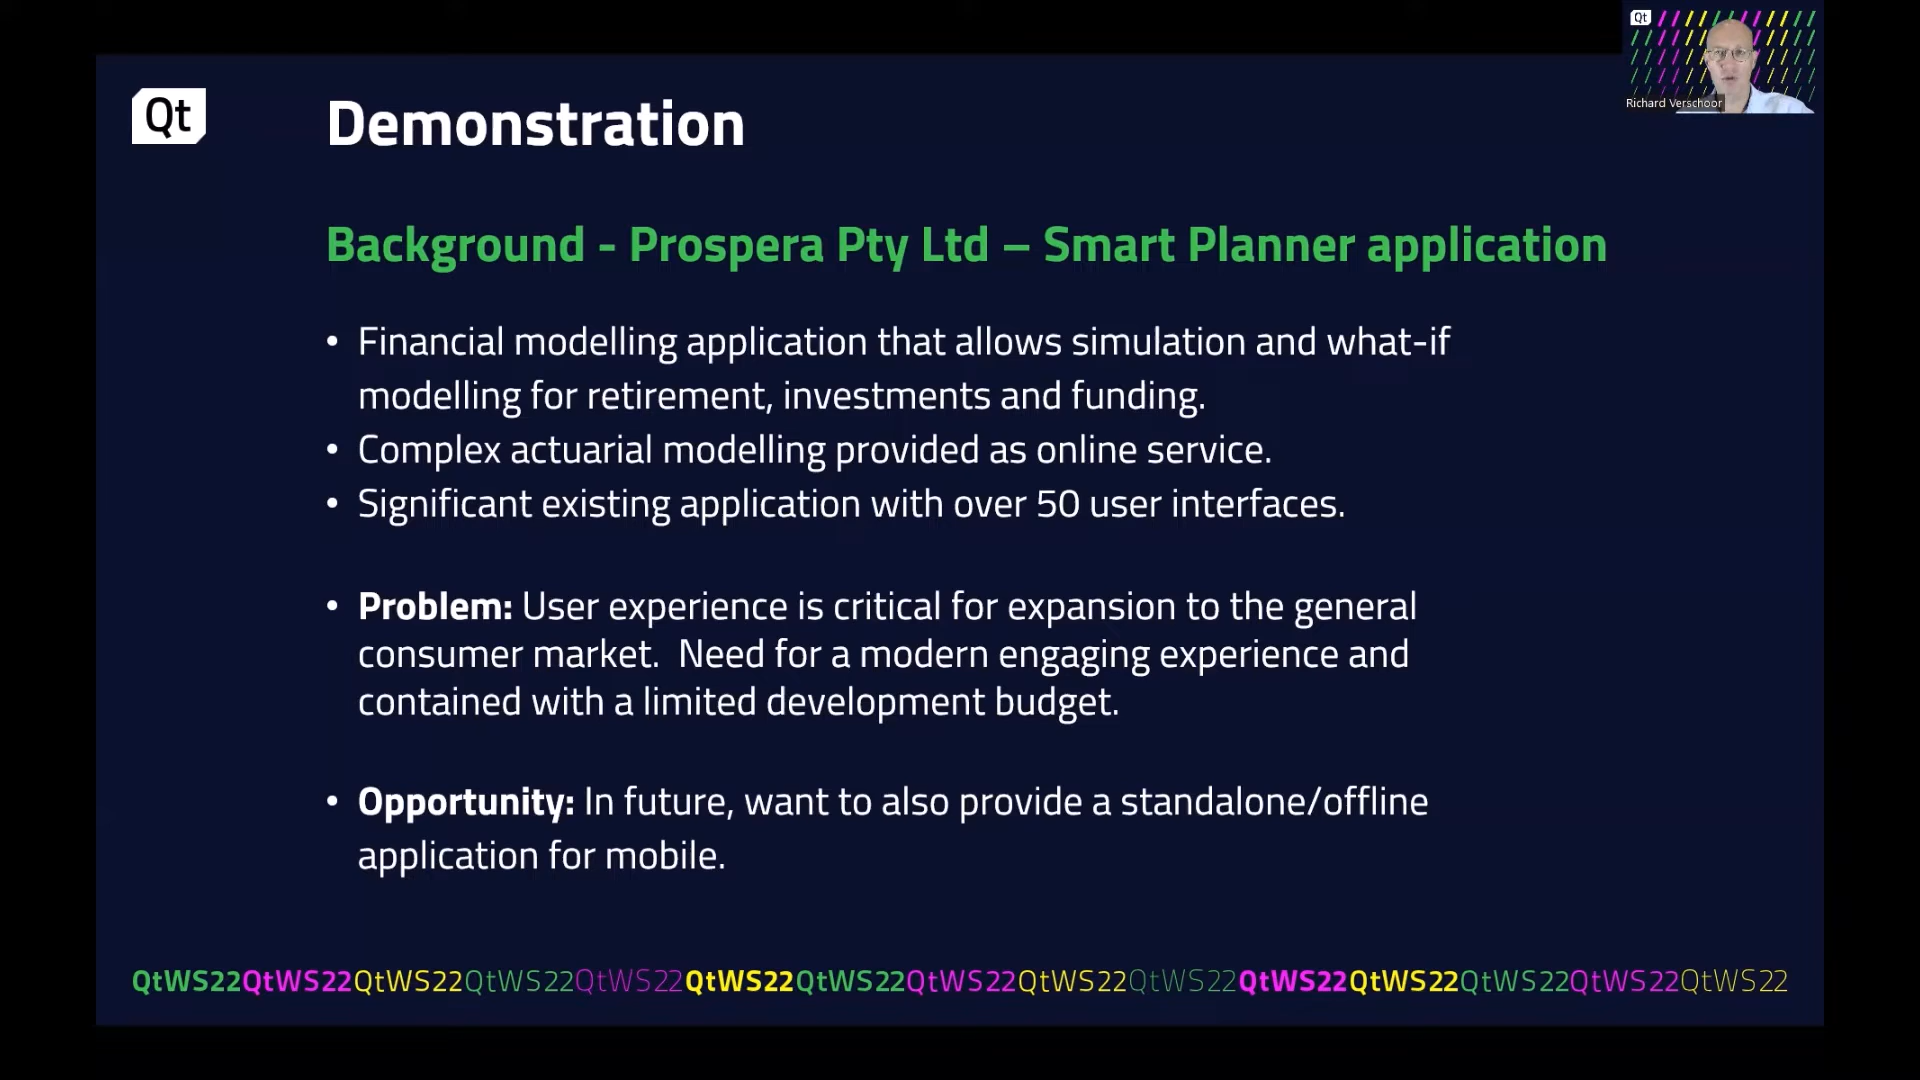 Qt
Richard Verschoor
Qt
Demonstration
Background - Prospera Pty Ltd – Smart Planner application
• Financial modelling application that allows simulation and what-if
modelling for retirement, investments and funding.
• Complex actuarial modelling provided as online service.
• Significant existing application with over 50 user interfaces.
• Problem: User experience is critical for expansion to the general
consumer market.  Need for a modern engaging experience and
contained with a limited development budget.
• Opportunity: In future, want to also provide a standalone/offline
application for mobile.
QtWS22QtWS22QtWS22QtWS22QtWS22QtWS22QtWS22QtWS22QtWS22QtWS22QtWS22QtWS22QtWS22QtWS22QtWS22